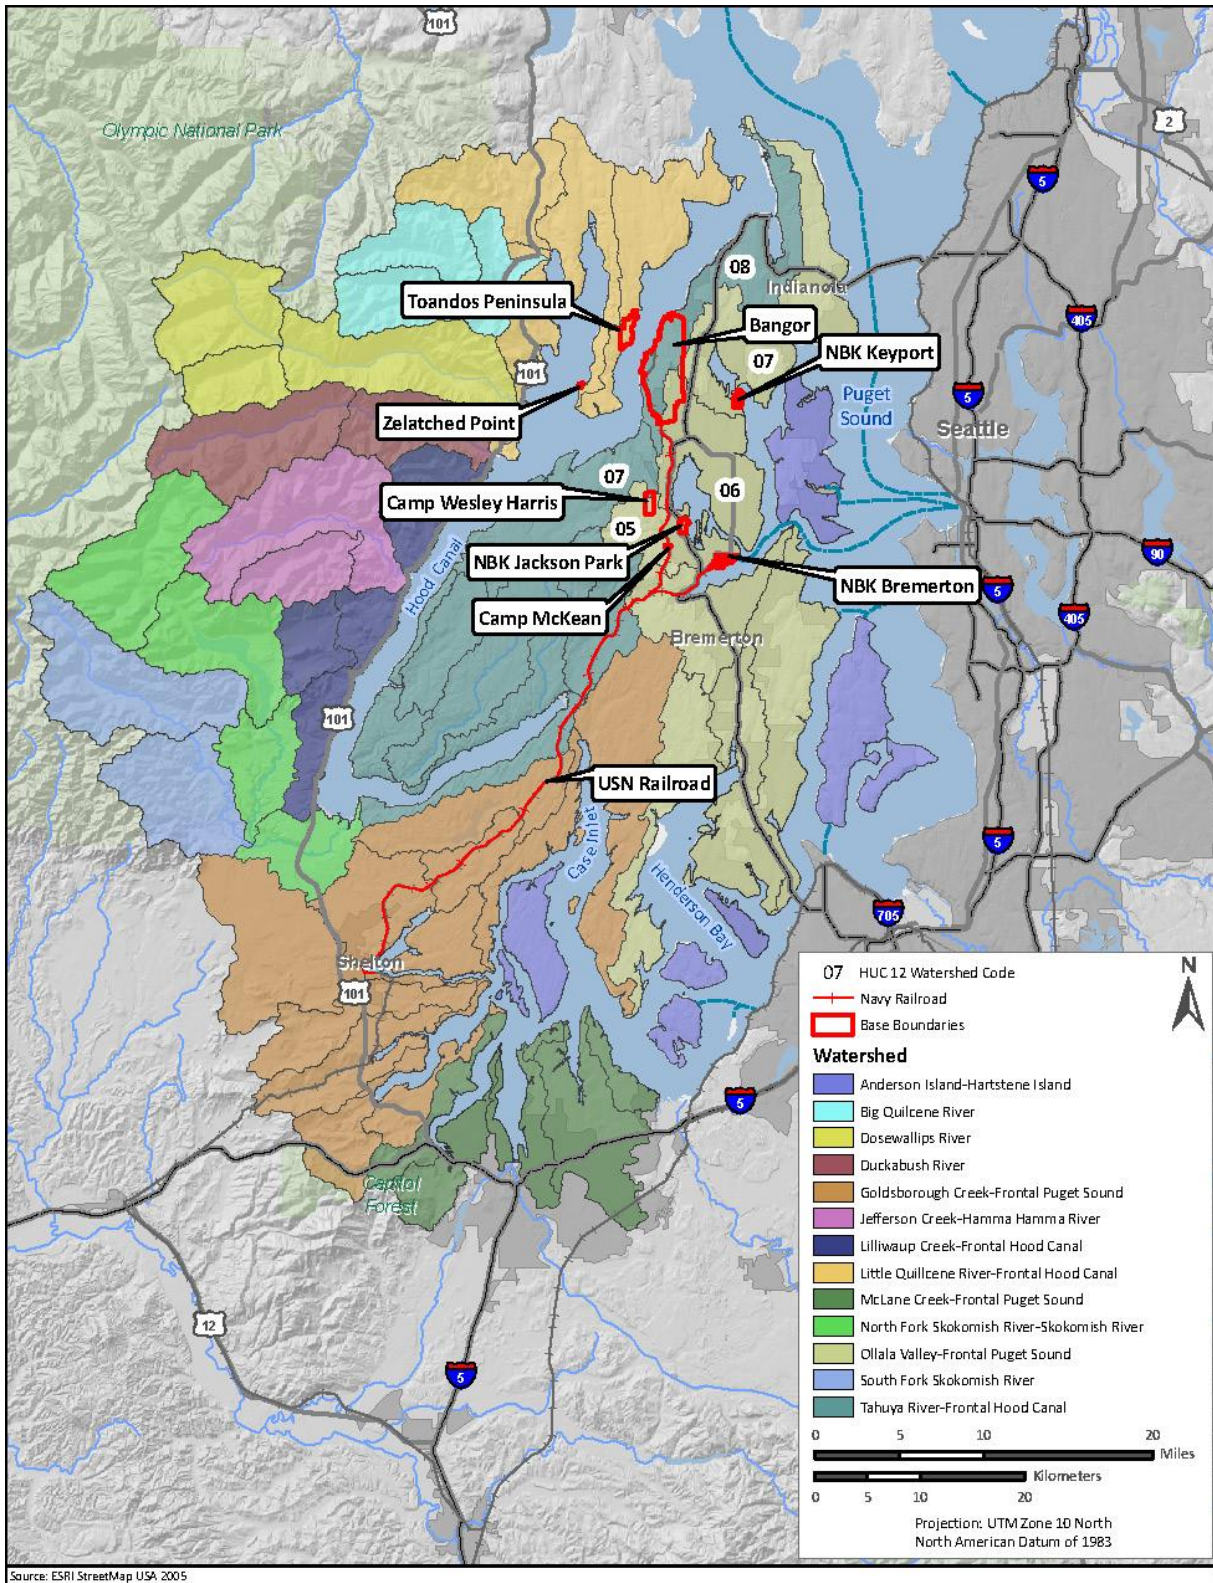 101
Olympic National Park
2
5
08
Indianola
Toandos Peninsula
Bangor
405
NBK Keyport
07
101
Puget
Sound
5
Zelatched Point
Seattle
07
06
Camp Wesley Harris
05
NBK Jackson Park
90
Hood Canal
NBK Bremerton
5
Camp McKean
405
Bremerton
101
USN Railroad
Case Inlet
5
Henderson Bay
705
Shelton
101
5
Capitol
Forest
12
5
07 HUC 12 Watershed Code
Navy Railroad
Base Boundaries
N
Watershed
Anderson Island-Hartstene Island
Big Quilcene River
Dosewallips River
Duckabush River
Goldsborough Creek-Frontal Puget Sound
Jefferson Creek-Hamma Hamma River
Lilliwaup Creek-Frontal Hood Canal
Little Quillcene River-Frontal Hood Canal
McLane Creek-Frontal Puget Sound
North Fork Skokomish River-Skokomish River
Ollala Valley-Frontal Puget Sound
South Fork Skokomish River
Tahuya River-Frontal Hood Canal
0 5 10 20
Miles
Kilometers
0 5 10 20
Projection: UTM Zone 10 North
North American Datum of 1983
Source: ESRI StreetMap USA 2005